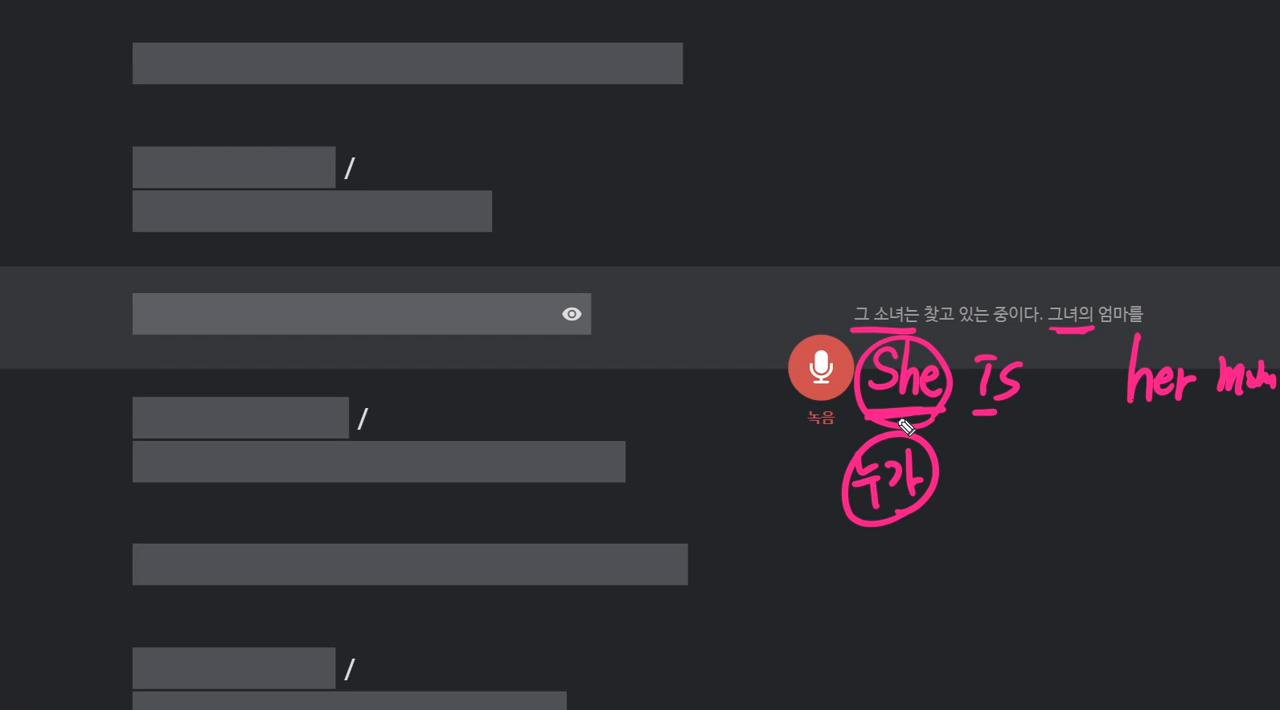 /
그 소녀는 찾고 있는 중이다. 그녀의 엄마를
She is her mum
녹음
/
누가
/